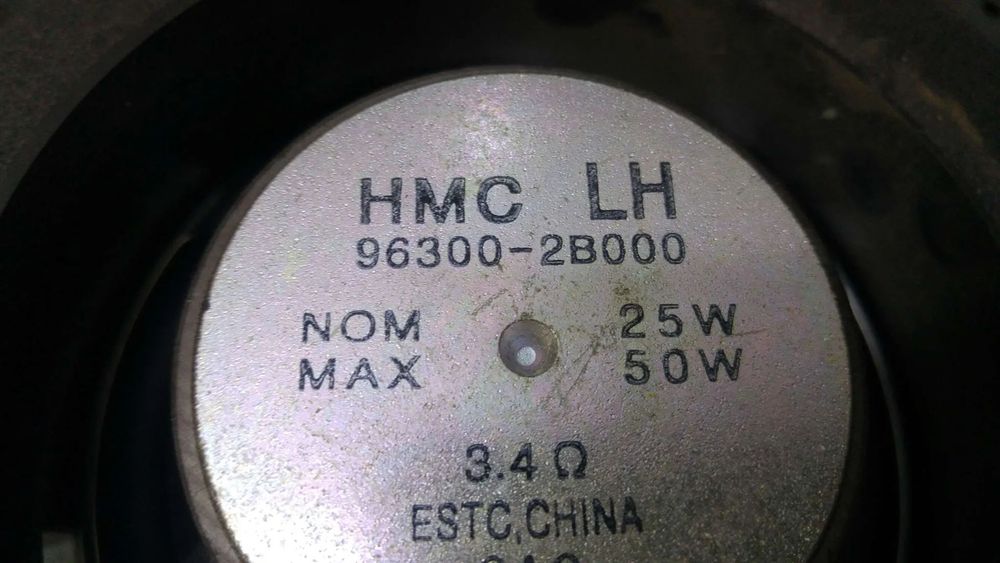 HMC LH
96300-2B000
NOM 25W
MAX 50W
3.4Ω
ESTC,CHINA